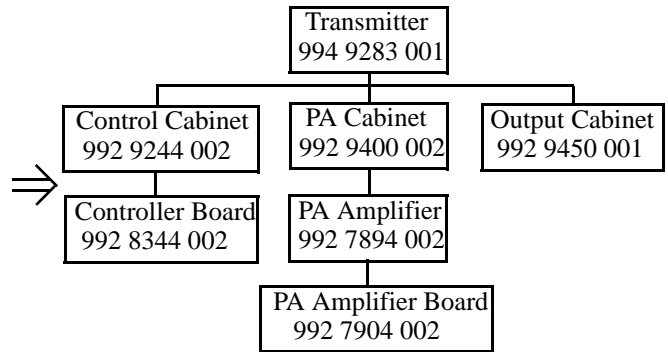 Transmitter
994 9283 001
Control Cabinet
992 9244 002
PA Cabinet
992 9400 002
Output Cabinet
992 9450 001
Controller Board
992 8344 002
PA Amplifier
992 7894 002
PA Amplifier Board
992 7904 002